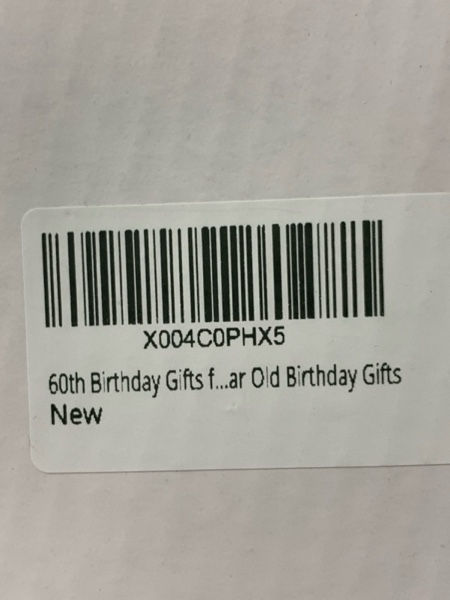 X004C0PHX5
60th Birthday Gifts f...ar Old Birthday Gifts
New